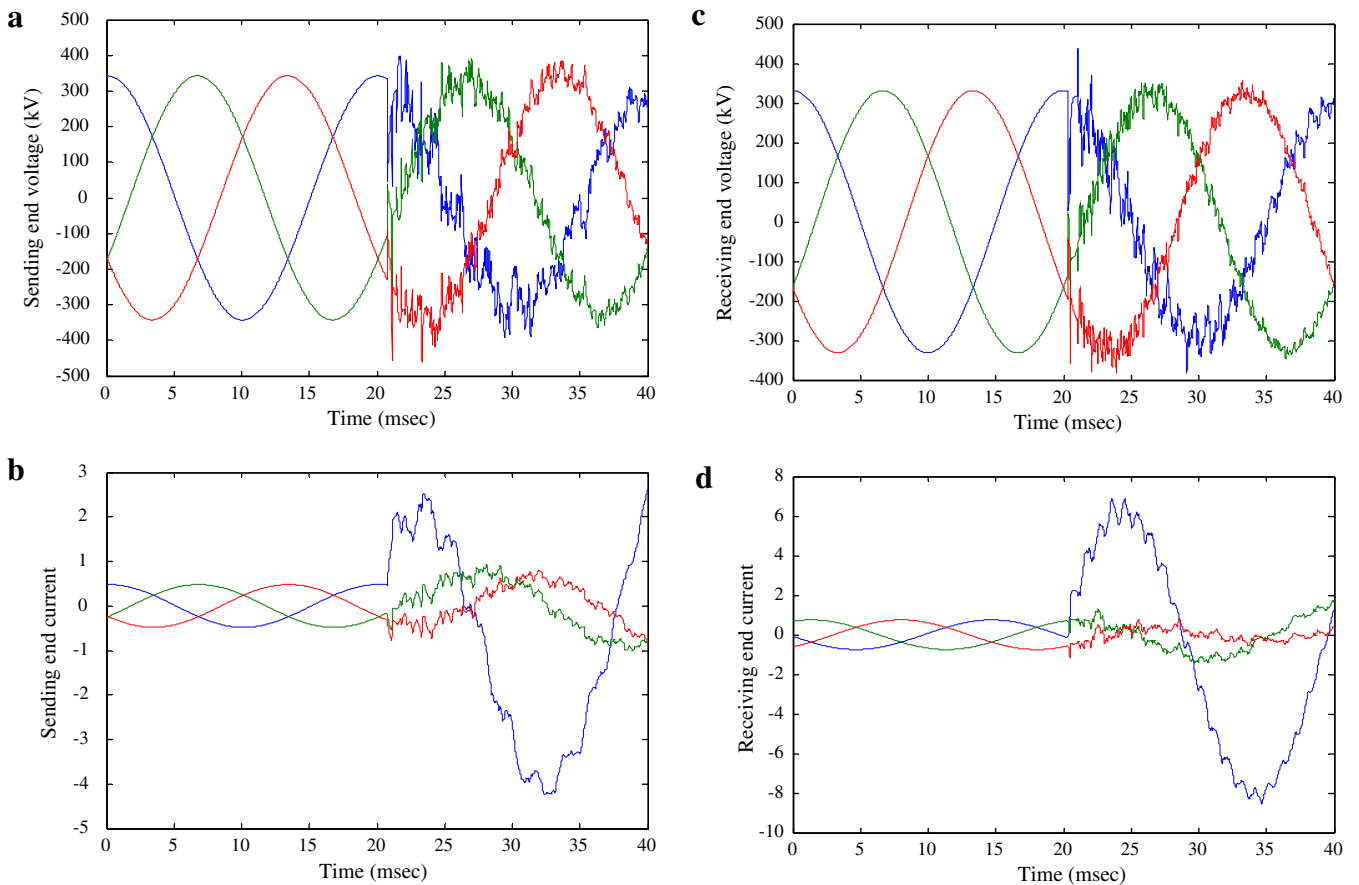 a
500
400
300
200
100
0
-100
-200
-300
-400
-500
Sending end voltage (kV)
0 5 10 15 20 25 30 35 40
Time (msec)
c
500
400
300
200
100
0
-100
-200
-300
-400
Receiving end voltage (kV)
0 5 10 15 20 25 30 35 40
Time (msec)
b
3
2
1
0
-1
-2
-3
-4
-5
Sending end current
0 5 10 15 20 25 30 35 40
Time (msec)
d
8
6
4
2
0
-2
-4
-6
-8
-10
Receiving end current
0 5 10 15 20 25 30 35 40
Time (msec)